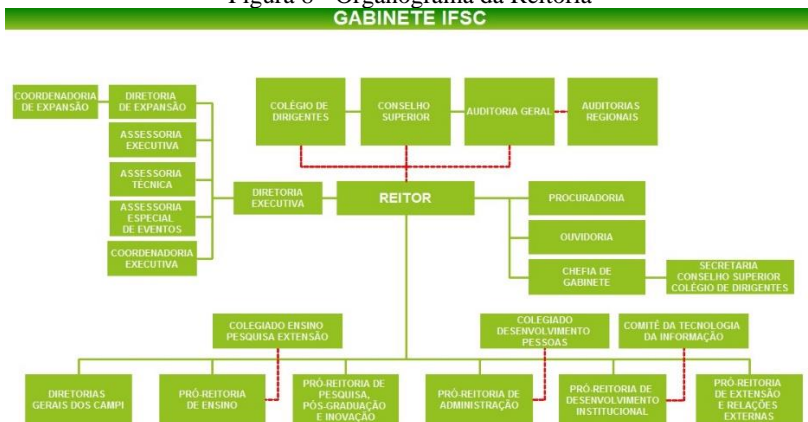 Figura 8 - Organograma da Reitoria
GABINETE IFSC
COORDENADORIA
DE EXPANSÃO
DIRETORIA
DE EXPANSÃO
ASSESSORIA
EXECUTIVA
ASSESSORIA
TÉCNICA
ASSESSORIA
ESPECIAL
DE EVENTOS
COORDENADORIA
EXECUTIVA
COLÉGIO DE
DIRIGENTES
CONSELHO
SUPERIOR
AUDITORIA GERAL
AUDITORIAS
REGIONAIS
DIRETORIA
EXECUTIVA
REITOR
PROCURADORIA
OUVIDORIA
CHEFIA DE
GABINETE
SECRETARIA
CONSELHO SUPERIOR
COLÉGIO DE DIRIGENTES
COLEGIADO ENSINO
PESQUISA EXTENSÃO
COLEGIADO
DESENVOLVIMENTO
PESSOAS
COMITÊ DA TECNOLOGIA
DA INFORMAÇÃO
DIRETORIAS
GERAIS DOS CAMPI
PRÓ-REITORIA
DE ENSINO
PRÓ-REITORIA DE
PESQUISA,
PÓS-GRADUAÇÃO
E INOVAÇÃO
PRÓ-REITORIA DE
ADMINISTRAÇÃO
PRÓ-REITORIA DE
DESENVOLVIMENTO
INSTITUCIONAL
PRÓ-REITORIA
DE EXTENSÃO
E RELAÇÕES
EXTERNAS